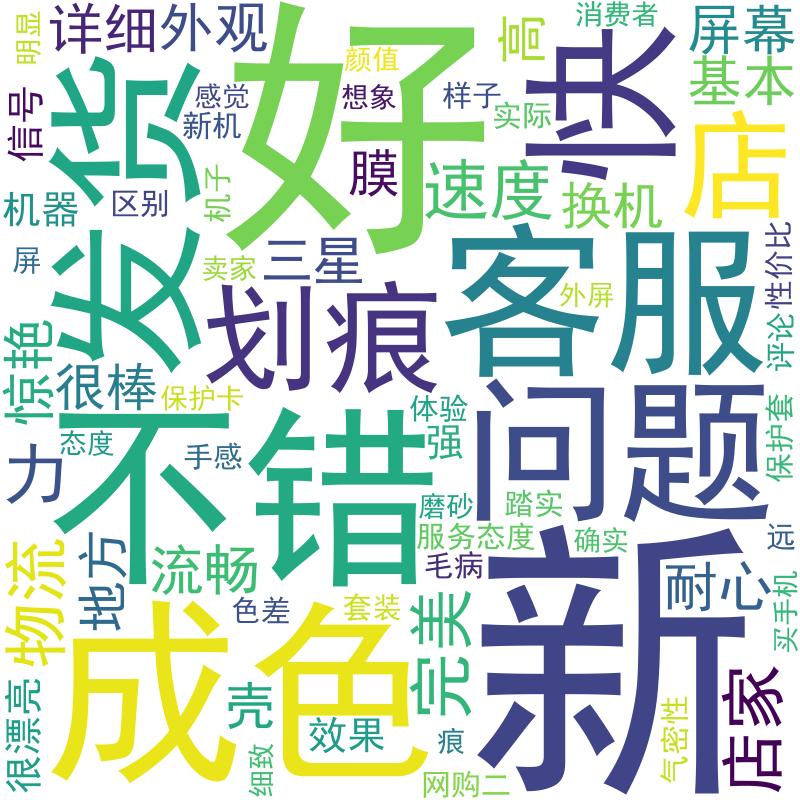 明显
详细
外观
好
颜值
高
消费者
屏幕
信号
货
感觉
新机
想象
样子
实际
快
基本
膜
店
机器
区别
机子
速度
换机
屏
发
卖家
三星
客服
外屏
性价比
评论
划痕
惊艳
很棒
保护卡
体验
问题
保护套
不错
力
态度
手感
强
磨砂
踏实
服务态度
确实
远
毛病
物流
地方
流畅
新
耐心
买手机
色差
套装
完美
成色
很漂亮
壳
效果
痕
气密性
店家
细致
网购二